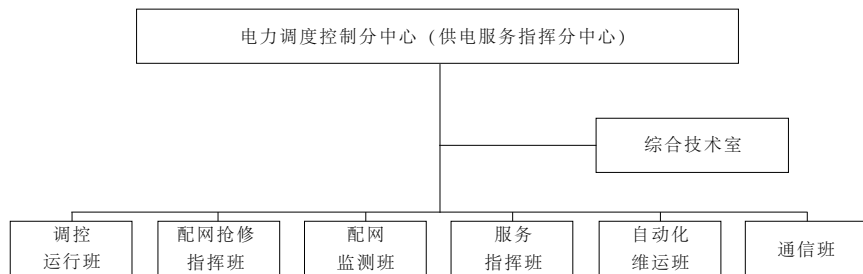 电力调度控制分中心（供电服务指挥分中心）
综合技术室
调控
运行班
配网抢修
指挥班
配网
监测班
服务
指挥班
自动化
维运班
通信班